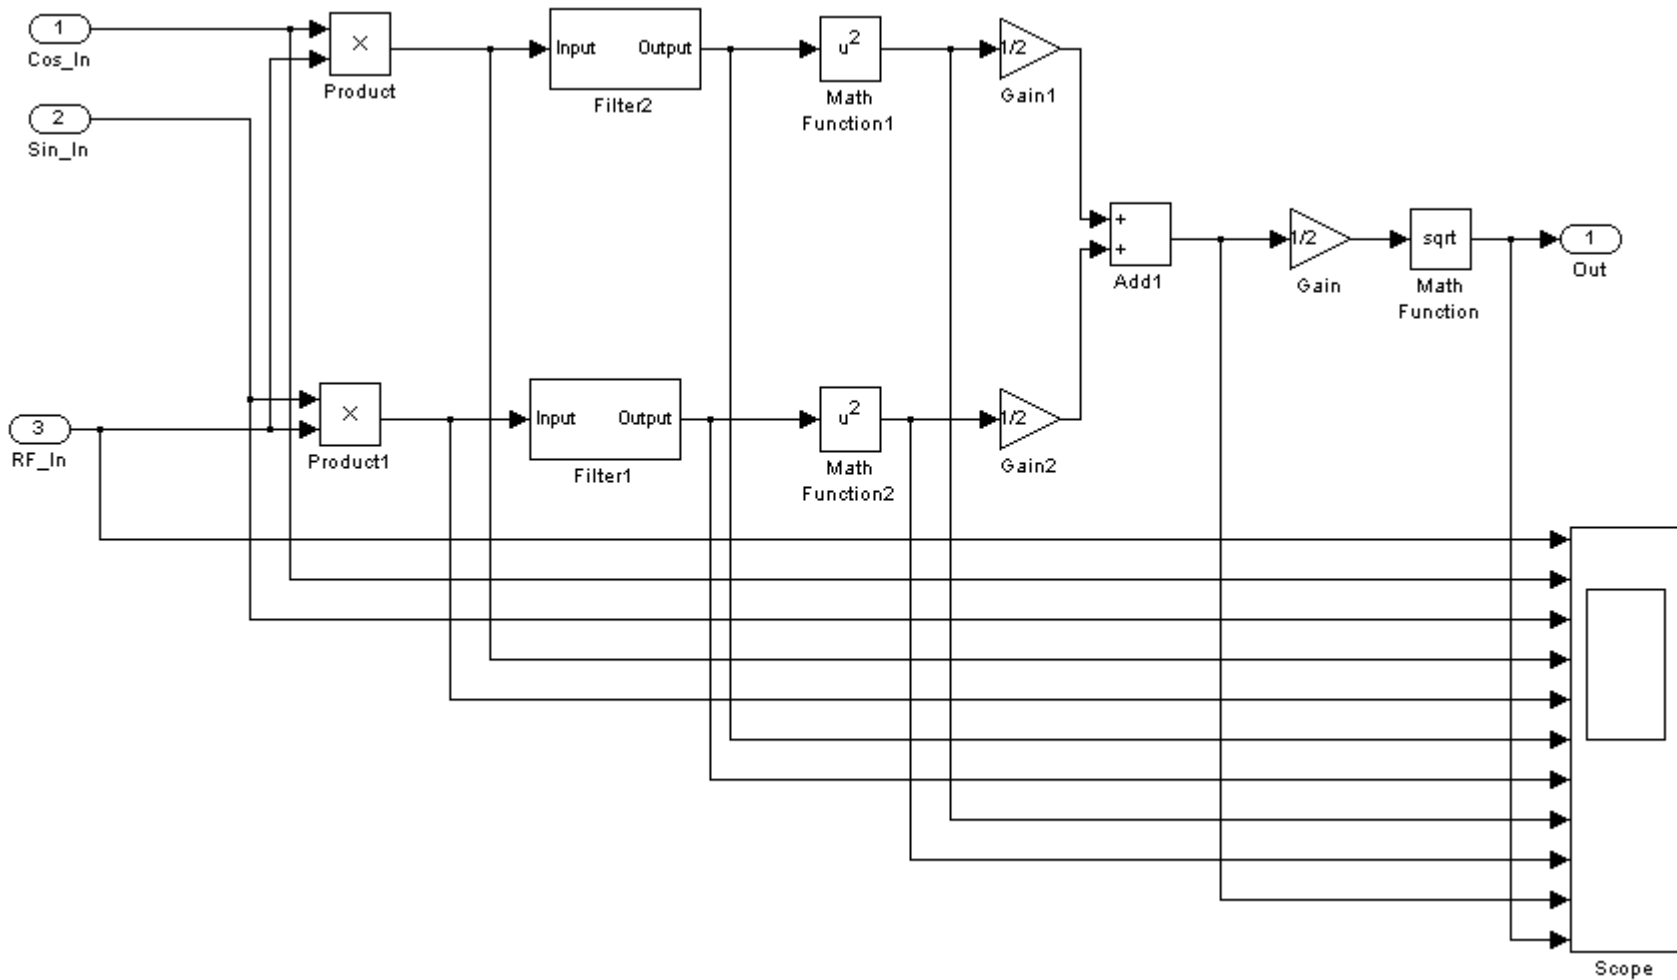 1
Cos_In
×
Product
Input Output
Filter2
u²
Math
Function1
1/2
Gain1
2
Sin_In
+
+
Add1
1/2
Gain
sqrt
Math
Function
1
Out
3
RF_In
×
Product1
Input Output
Filter1
u²
Math
Function2
1/2
Gain2
Scope